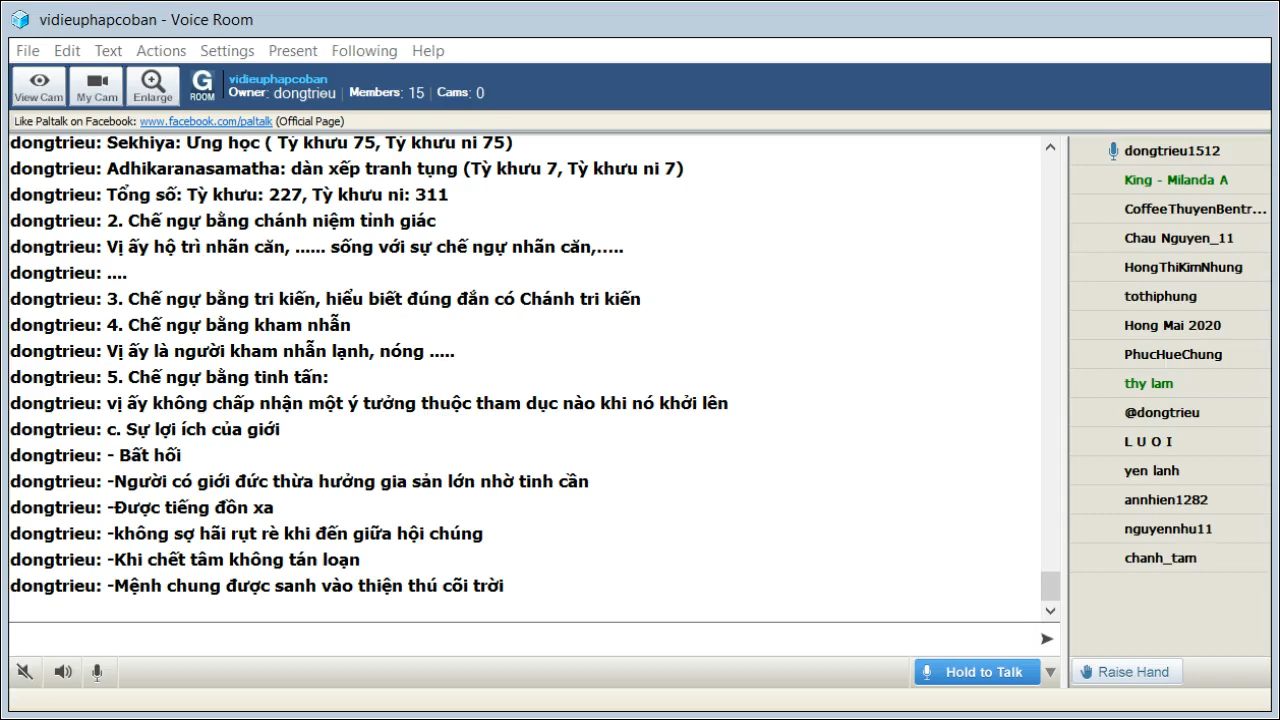 vidieuphapcoban - Voice Room
File Edit Text Actions Settings Present Following Help
View Cam My Cam Enlarge G ROOM
vidieuphapcoban
Owner: dongtrieu | Members: 15 | Cams: 0
Like Paltalk on Facebook: www.facebook.com/paltalk (Official Page)
dongtrieu: Sekhiya: Ưng học ( Tỳ khưu 75, Tỳ khưu ni 75)
dongtrieu: Adhikaranasamatha: dàn xếp tranh tụng (Tỳ khưu 7, Tỳ khưu ni 7)
dongtrieu: Tổng số: Tỳ khưu: 227, Tỳ khưu ni: 311
dongtrieu: 2. Chế ngự bằng chánh niệm tỉnh giác
dongtrieu: Vị ấy hộ trì nhãn căn, ...... sống với sự chế ngự nhãn căn,.....
dongtrieu: ....
dongtrieu: 3. Chế ngự bằng tri kiến, hiểu biết đúng đắn có Chánh tri kiến
dongtrieu: 4. Chế ngự bằng kham nhẫn
dongtrieu: Vị ấy là người kham nhẫn lạnh, nóng .....
dongtrieu: 5. Chế ngự bằng tinh tấn:
dongtrieu: vị ấy không chấp nhận một ý tưởng thuộc tham dục nào khi nó khởi lên
dongtrieu: c. Sự lợi ích của giới
dongtrieu: - Bất hối
dongtrieu: -Người có giới đức thừa hưởng gia sản lớn nhờ tinh cần
dongtrieu: -Được tiếng đồn xa
dongtrieu: -không sợ hãi rụt rè khi đến giữa hội chúng
dongtrieu: -Khi chết tâm không tán loạn
dongtrieu: -Mệnh chung được sanh vào thiện thú cõi trời
dongtrieu1512
King - Milanda A
CoffeeThuyenBentr...
Chau Nguyen_11
HongThiKimNhung
tothiphung
Hong Mai 2020
PhucHueChung
thy lam
@dongtrieu
L U O I
yen lanh
annhien1282
nguyennhu11
chanh_tam
Hold to Talk
Raise Hand